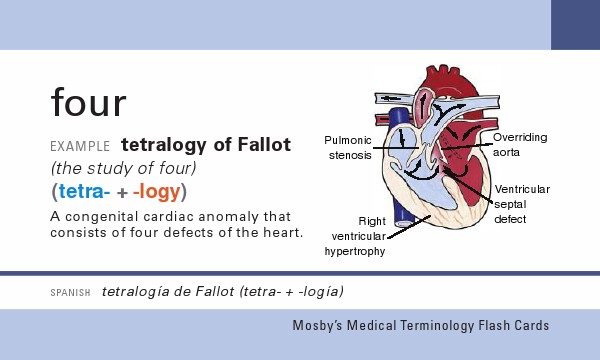 four
EXAMPLE tetralogy of Fallot
(the study of four)
(tetra- + -logy)
A congenital cardiac anomaly that
consists of four defects of the heart.
Pulmonic
stenosis
Overriding
aorta
Ventricular
septal
defect
Right
ventricular
hypertrophy
SPANISH tetralogía de Fallot (tetra- + -logía)
Mosby's Medical Terminology Flash Cards